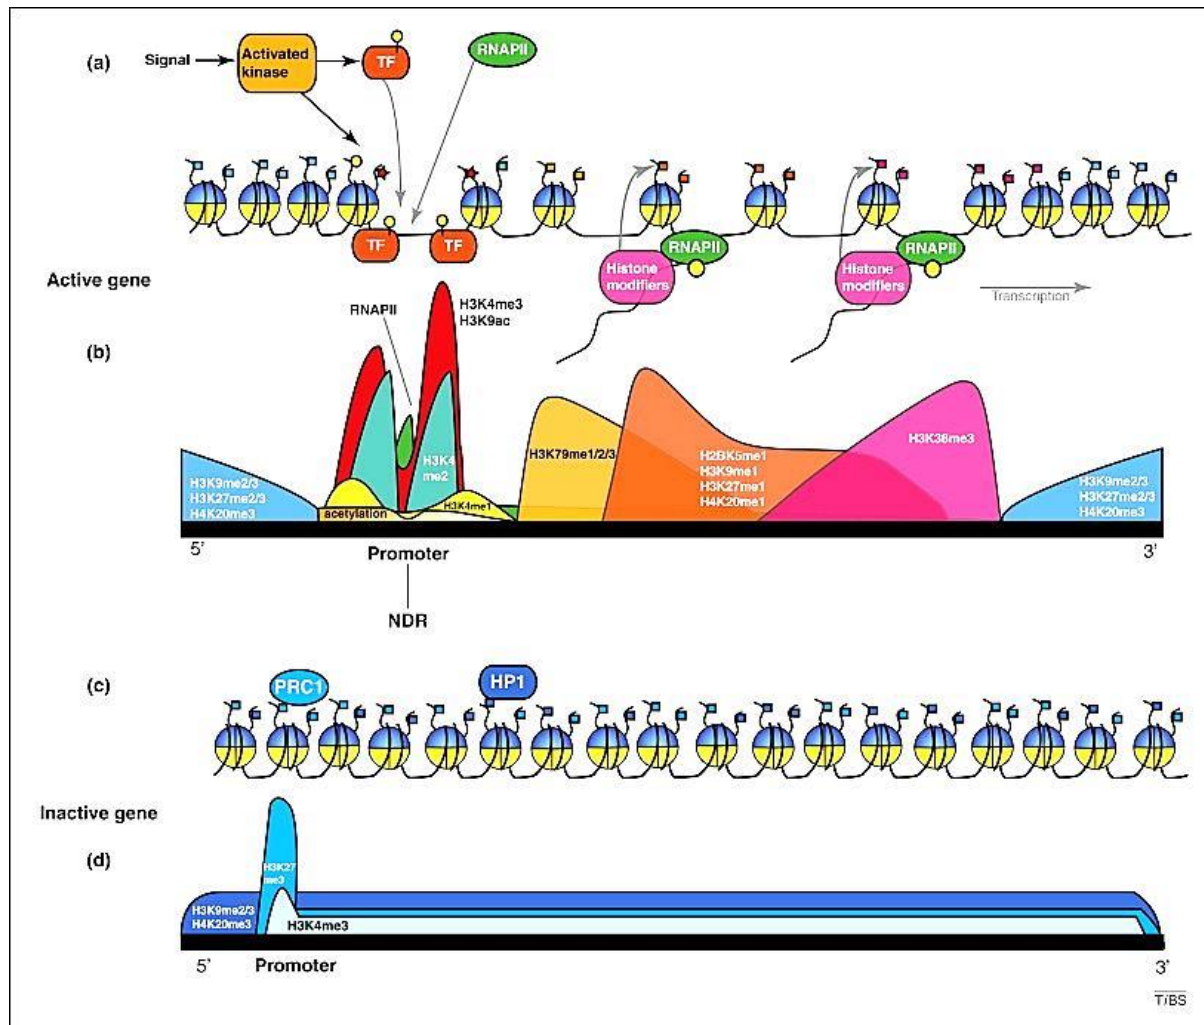 (a)
Signal
Activated
kinase
TF
RNAPII
TF
TF
RNAPII
RNAPII
Histone
modifiers
Histone
modifiers
Transcription
Active gene
RNAPII
H3K4me3
H3K9ac
(b)
H3K9me2/3
H3K27me2/3
H4K20me3
acetylation
H3K4
me2
H3K4me1
H3K79me1/2/3
H2BK5me1
H3K9me1
H3K27me1
H4K20me1
H3K36me3
H3K9me2/3
H3K27me2/3
H4K20me3
5’
Promoter
3’
NDR
(c)
PRC1
HP1
Inactive gene
(d)
H3K27
me3
H3K9me2/3
H4K20me3
H3K4me3
5’
Promoter
3’
TiBS